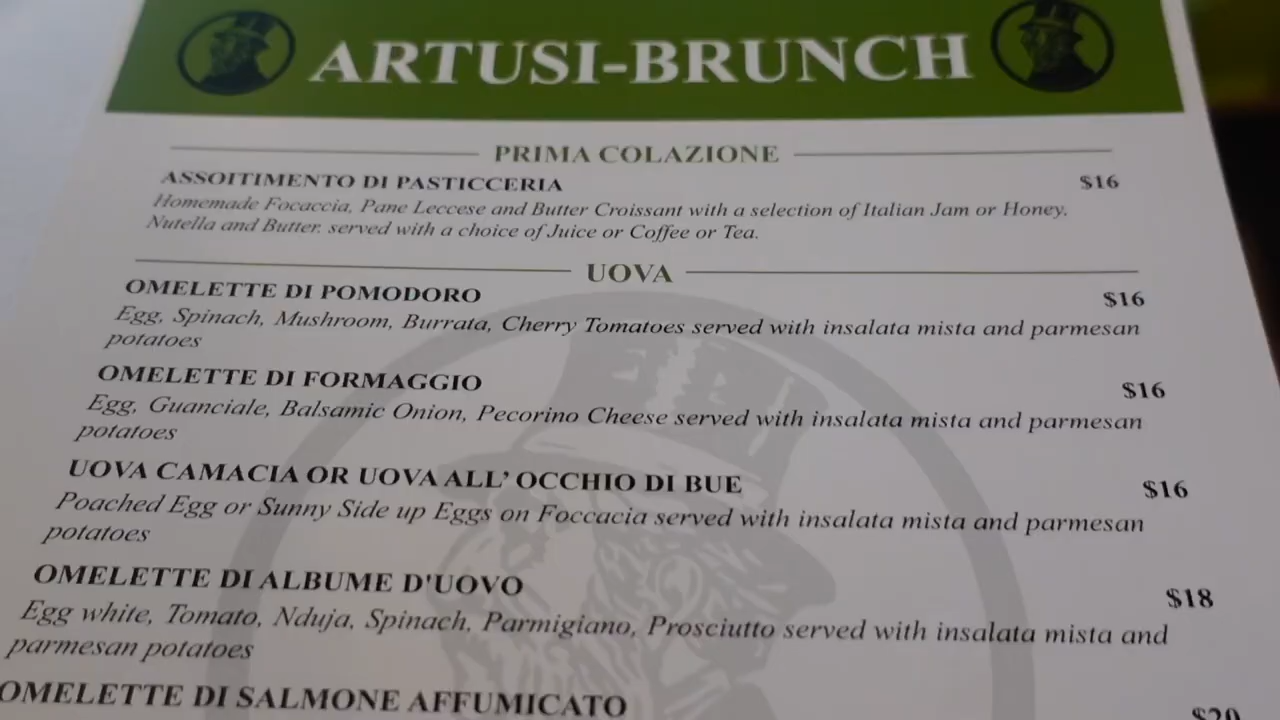 ARTUSI-BRUNCH
PRIMA COLAZIONE
ASSOITIMENTO DI PASTICCERIA $16
Homemade Focaccia, Pane Leccese and Butter Croissant with a selection of Italian Jam or Honey.
Nutella and Butter. served with a choice of Juice or Coffee or Tea.
UOVA
OMELETTE DI POMODORO $16
Egg, Spinach, Mushroom, Burrata, Cherry Tomatoes served with insalata mista and parmesan
potatoes
OMELETTE DI FORMAGGIO $16
Egg, Guanciale, Balsamic Onion, Pecorino Cheese served with insalata mista and parmesan
potatoes
UOVA CAMACIA OR UOVA ALL' OCCHIO DI BUE $16
Poached Egg or Sunny Side up Eggs on Foccacia served with insalata mista and parmesan
potatoes
OMELETTE DI ALBUME D'UOVO $18
Egg white, Tomato, Nduja, Spinach, Parmigiano, Prosciutto served with insalata mista and
parmesan potatoes
OMELETTE DI SALMONE AFFUMICATO $20